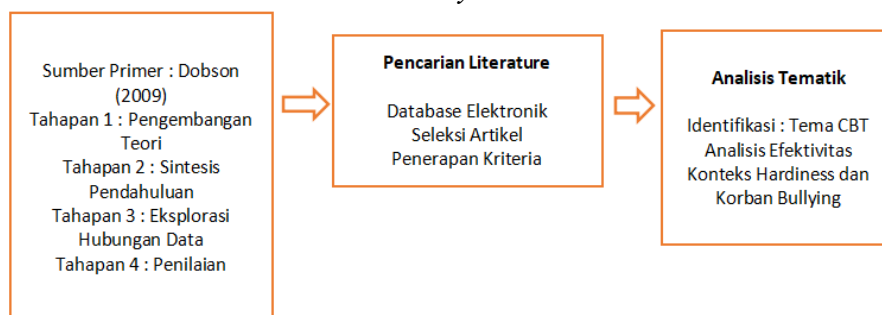 Sumber Primer : Dobson
(2009)
Tahapan 1 : Pengembangan
Teori
Tahapan 2 : Sintesis
Pendahuluan
Tahapan 3 : Eksplorasi
Hubungan Data
Tahapan 4 : Penilaian
Pencarian Literature
Database Elektronik
Seleksi Artikel
Penerapan Kriteria
Analisis Tematik
Identifikasi : Tema CBT
Analisis Efektivitas
Konteks Hardiness dan
Korban Bullying